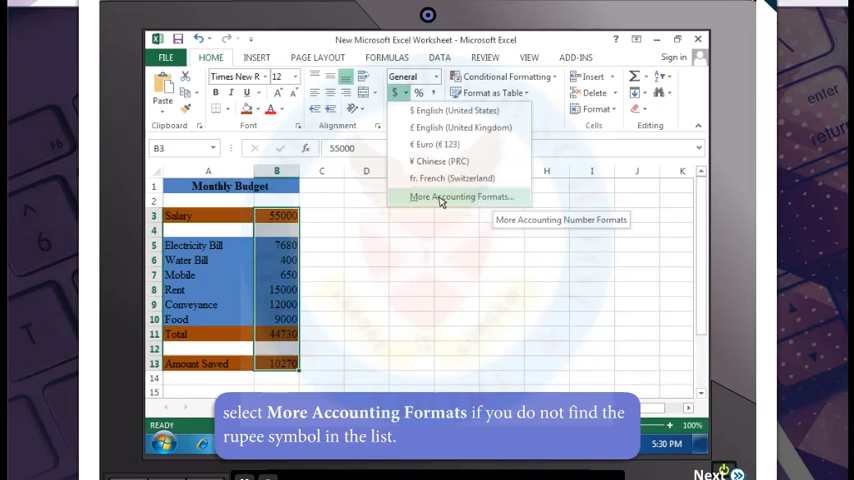 New Microsoft Excel Worksheet - Microsoft Excel
FILE HOME INSERT PAGE LAYOUT FORMULAS DATA REVIEW VIEW ADD-INS Sign in
Times New R 12 General Conditional Formatting Insert
Paste B I U $ % , Format as Table Delete
Format
Clipboard Font Alignment Cells Editing
$ English (United States)
£ English (United Kingdom)
€ Euro (€ 123)
¥ Chinese (PRC)
fr. French (Switzerland)
More Accounting Formats...
More Accounting Number Formats
B3 fx 55000
A B C D H I J K
1 Monthly Budget
2
3 Salary 55000
4
5 Electricity Bill 7680
6 Water Bill 400
7 Mobile 650
8 Rent 15000
9 Conveyance 12000
10 Food 9000
11 Total 44730
12
13 Amount Saved 10270
14
15
select More Accounting Formats if you do not find the
rupee symbol in the list.
READY
5:30 PM
Next